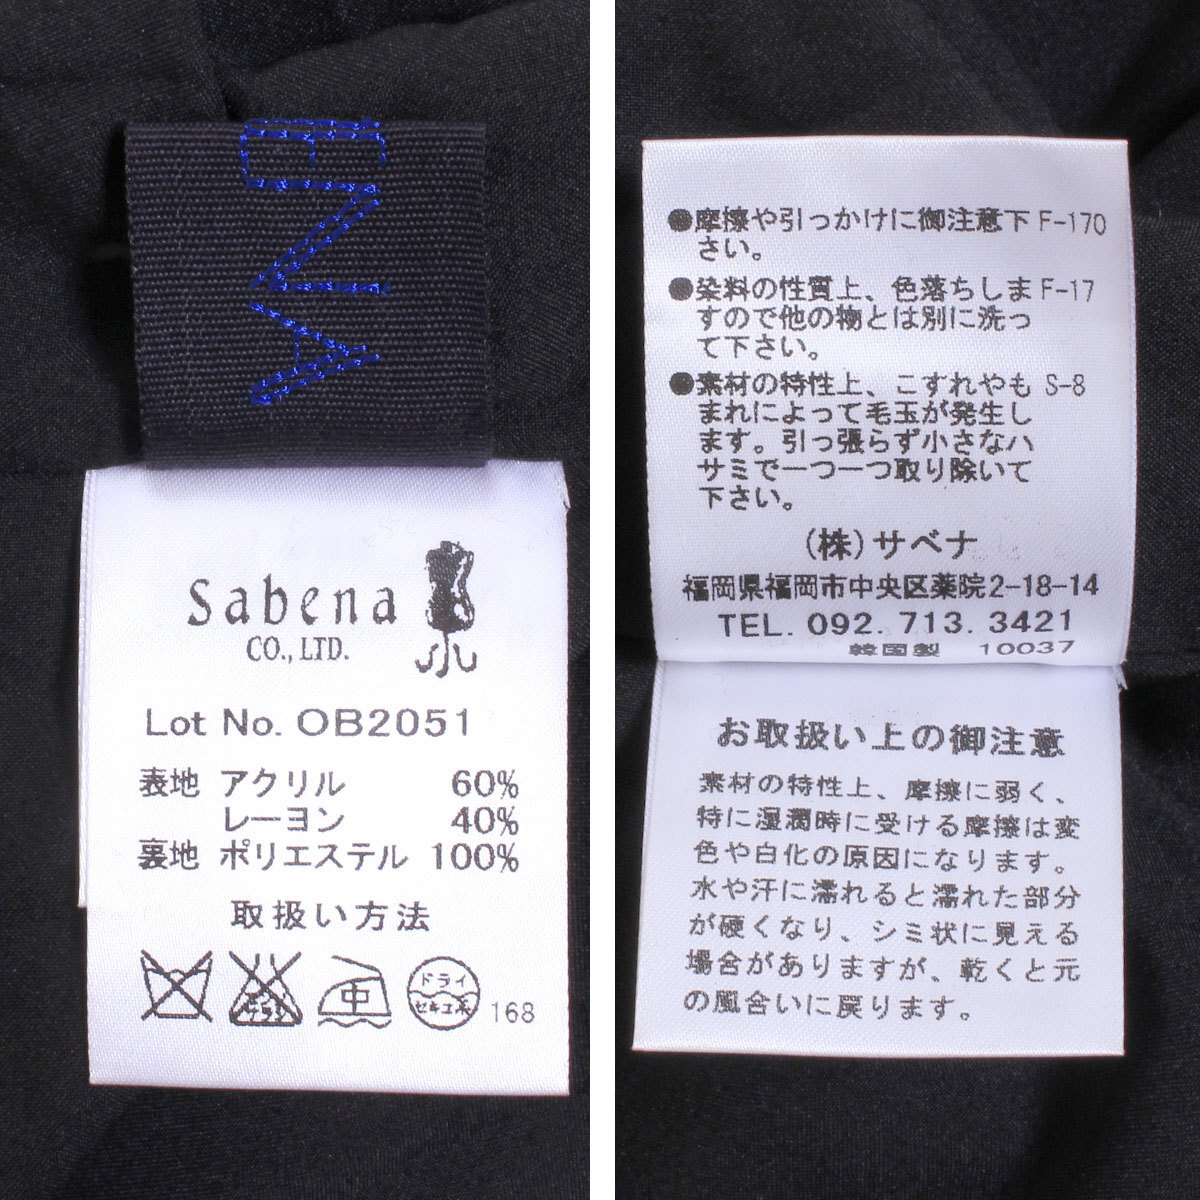 Sabena
CO., LTD.
Lot No. OB2051
表地 アクリル 60%
レーヨン 40%
裏地 ポリエステル 100%
取扱い方法
エンソサラシ
中
ドライ
セキユ系
168
●摩擦や引っかけに御注意下 F-170
さい。
●染料の性質上、色落ちしま F-17
すので他の物とは別に洗っ
て下さい。
●素材の特性上、こすれやも S-8
まれによって毛玉が発生し
ます。引っ張らず小さなハ
サミで一つ一つ取り除いて
下さい。
(株)サベナ
福岡県福岡市中央区薬院2-18-14
TEL. 092. 713. 3421
韓国製 10037
お取扱い上の御注意
素材の特性上、摩擦に弱く、
特に湿潤時に受ける摩擦は変
色や白化の原因になります。
水や汗に濡れると濡れた部分
が硬くなり、シミ状に見える
場合がありますが、乾くと元
の風合いに戻ります。